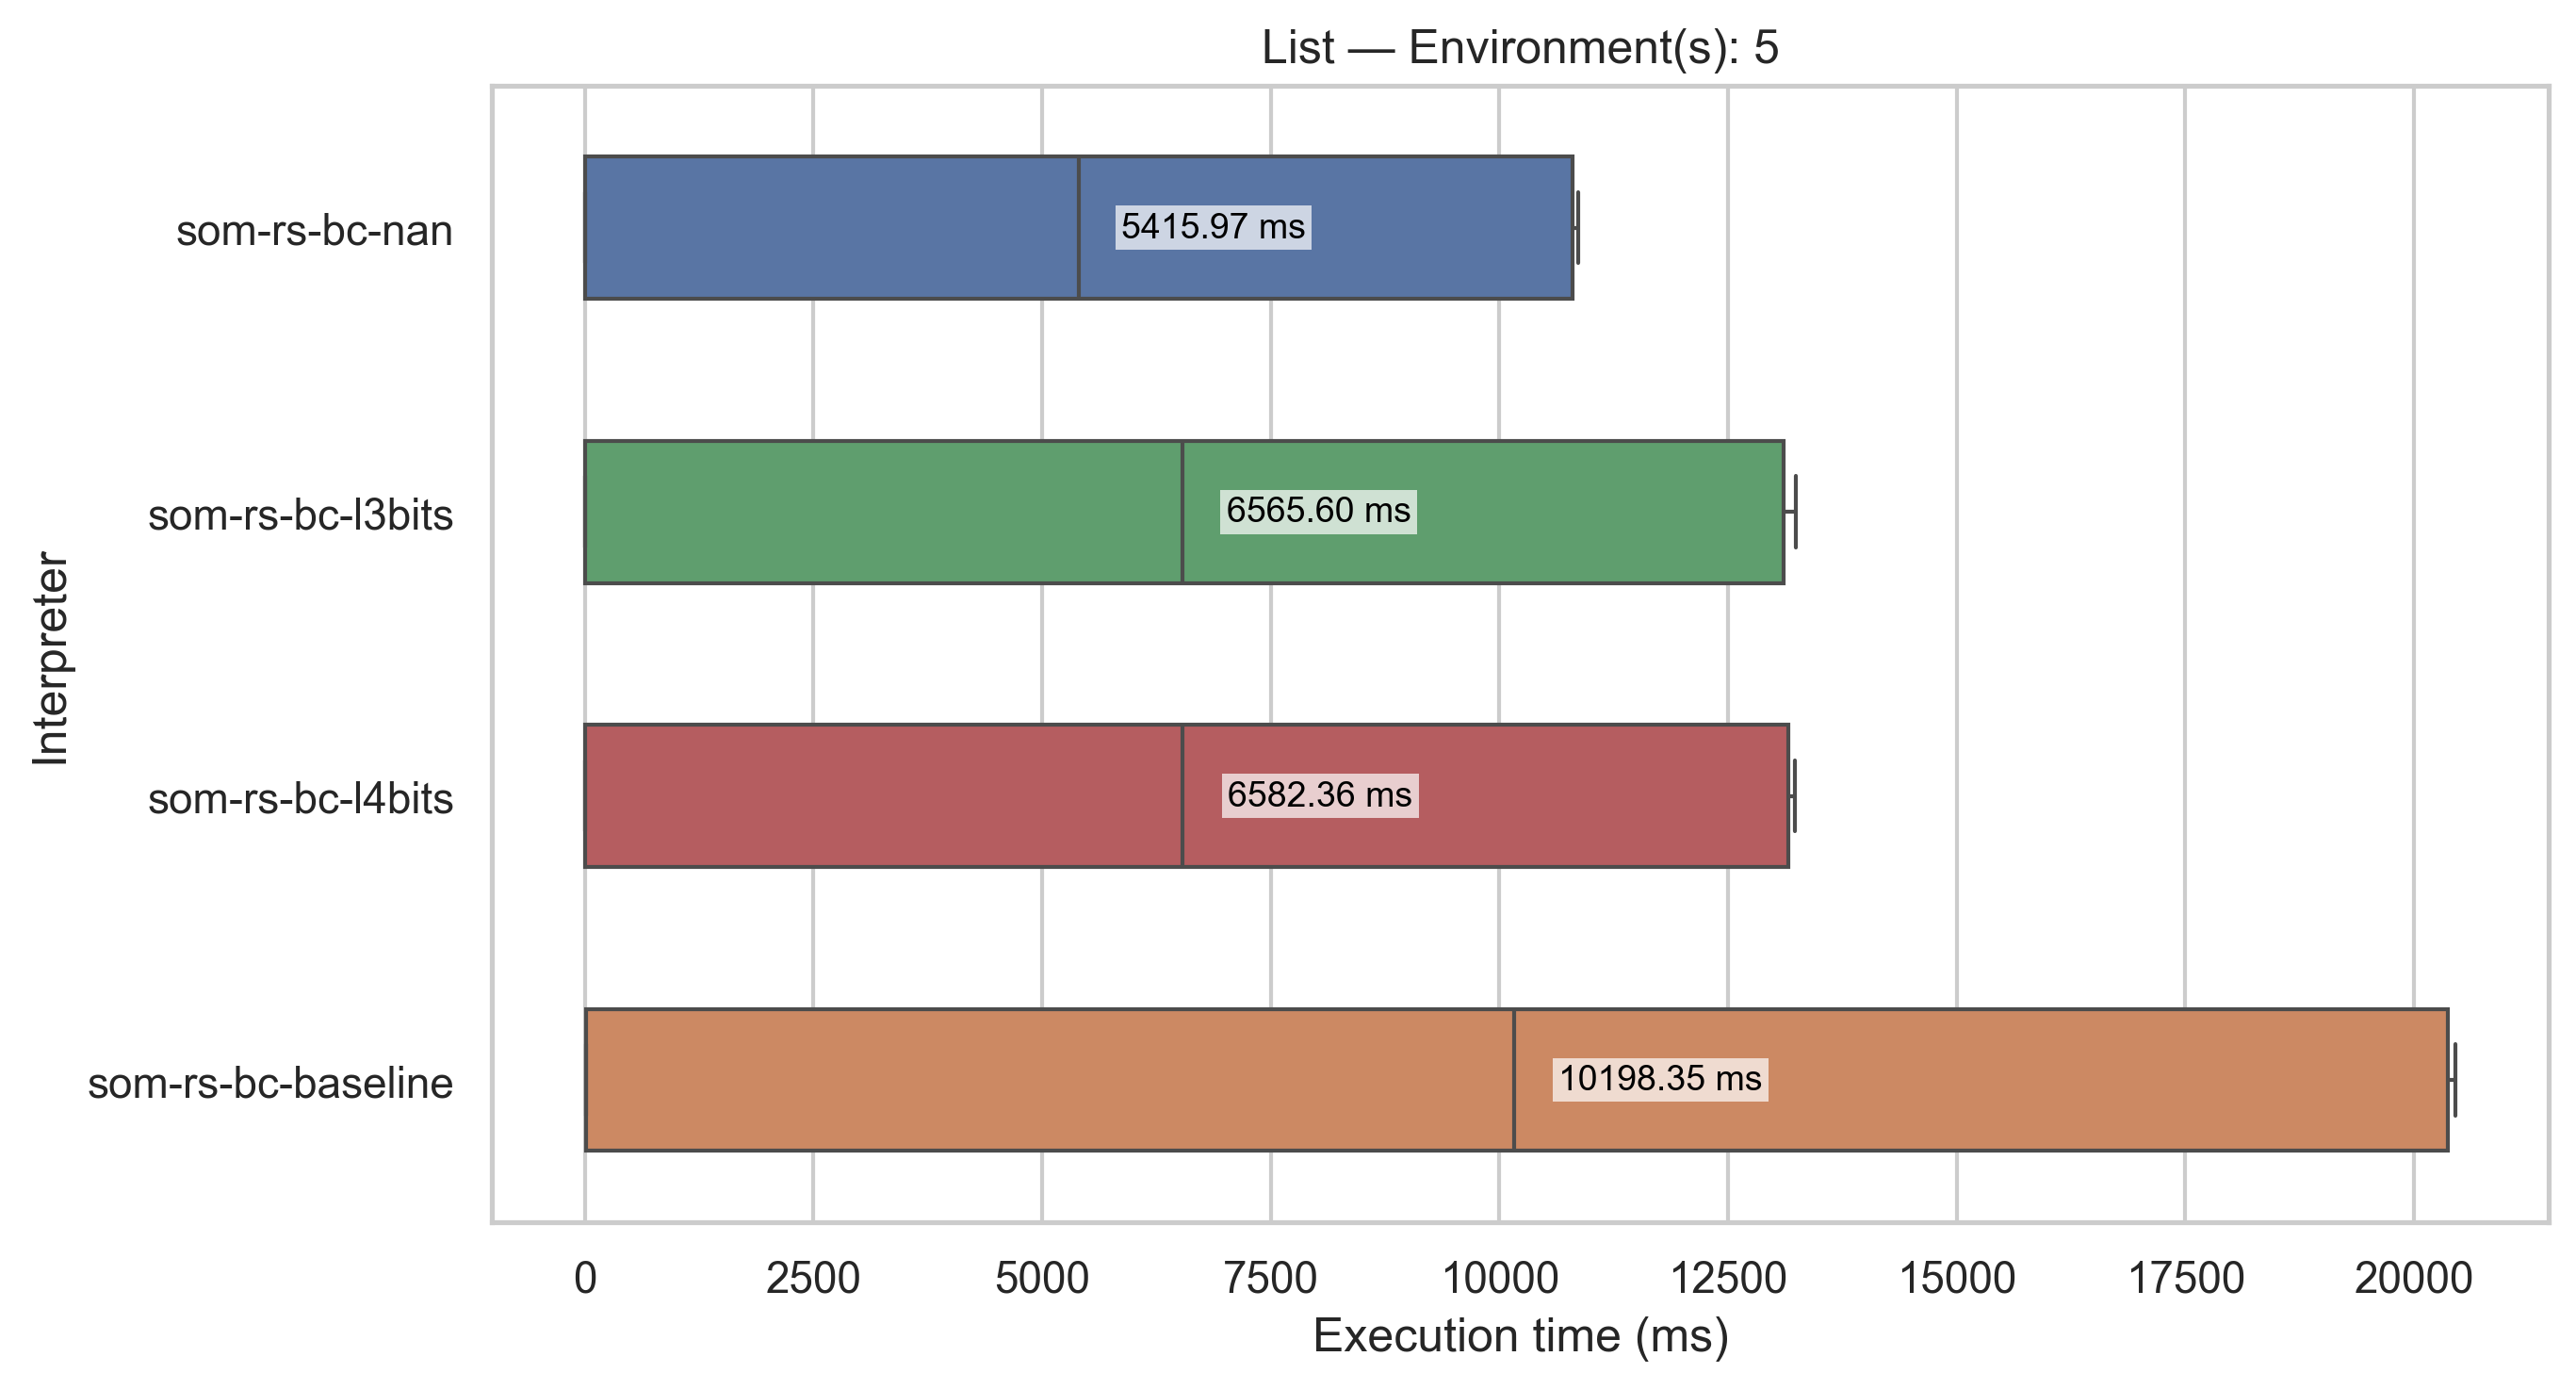 List — Environment(s): 5
Interpreter
som-rs-bc-nan
5415.97 ms
som-rs-bc-l3bits
6565.60 ms
som-rs-bc-l4bits
6582.36 ms
som-rs-bc-baseline
10198.35 ms
0 2500 5000 7500 10000 12500 15000 17500 20000
Execution time (ms)